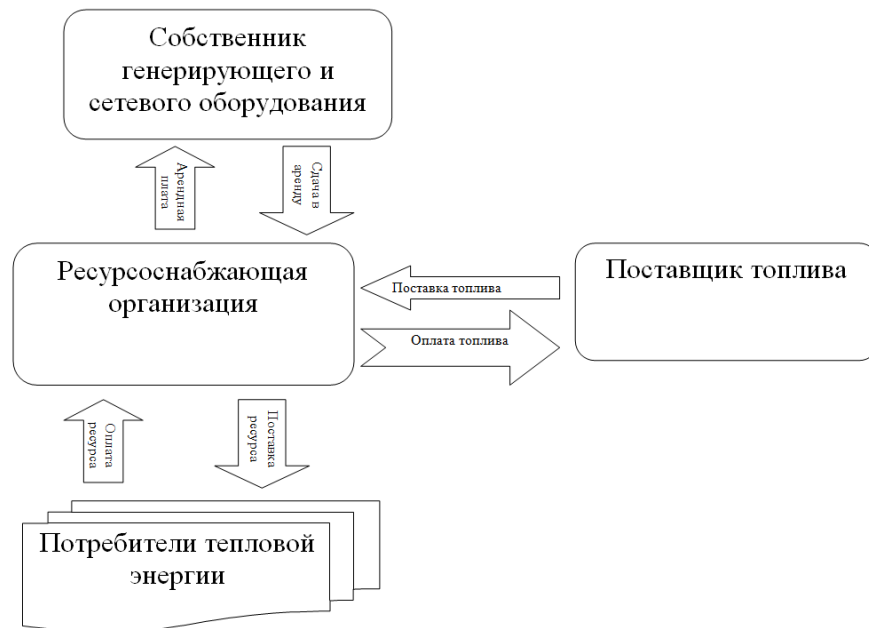 Собственник
генерирующего и
сетевого оборудования
Арендная
плата
Сдача в
аренду
Ресурсоснабжающая
организация
Поставщик топлива
Поставка топлива
Оплата топлива
Оплата
ресурса
Поставка
ресурса
Потребители тепловой
энергии